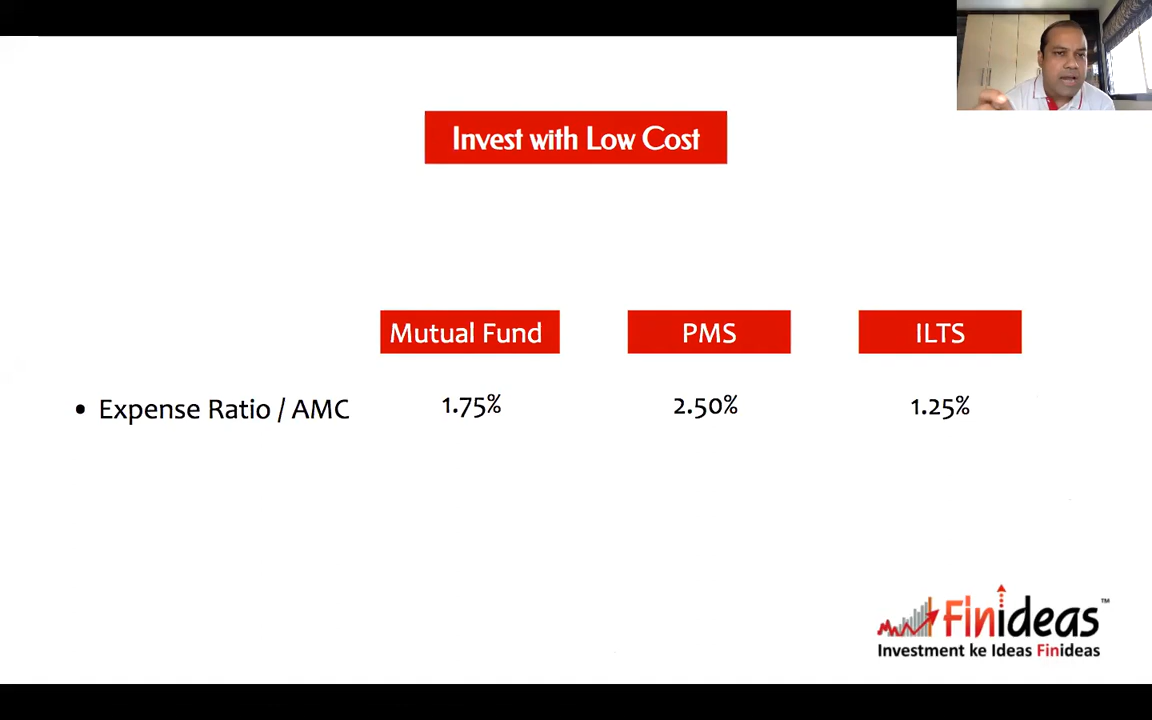 Invest with Low Cost
Mutual Fund PMS ILTS
• Expense Ratio / AMC 1.75% 2.50% 1.25%
Finideas™
Investment ke Ideas Finideas